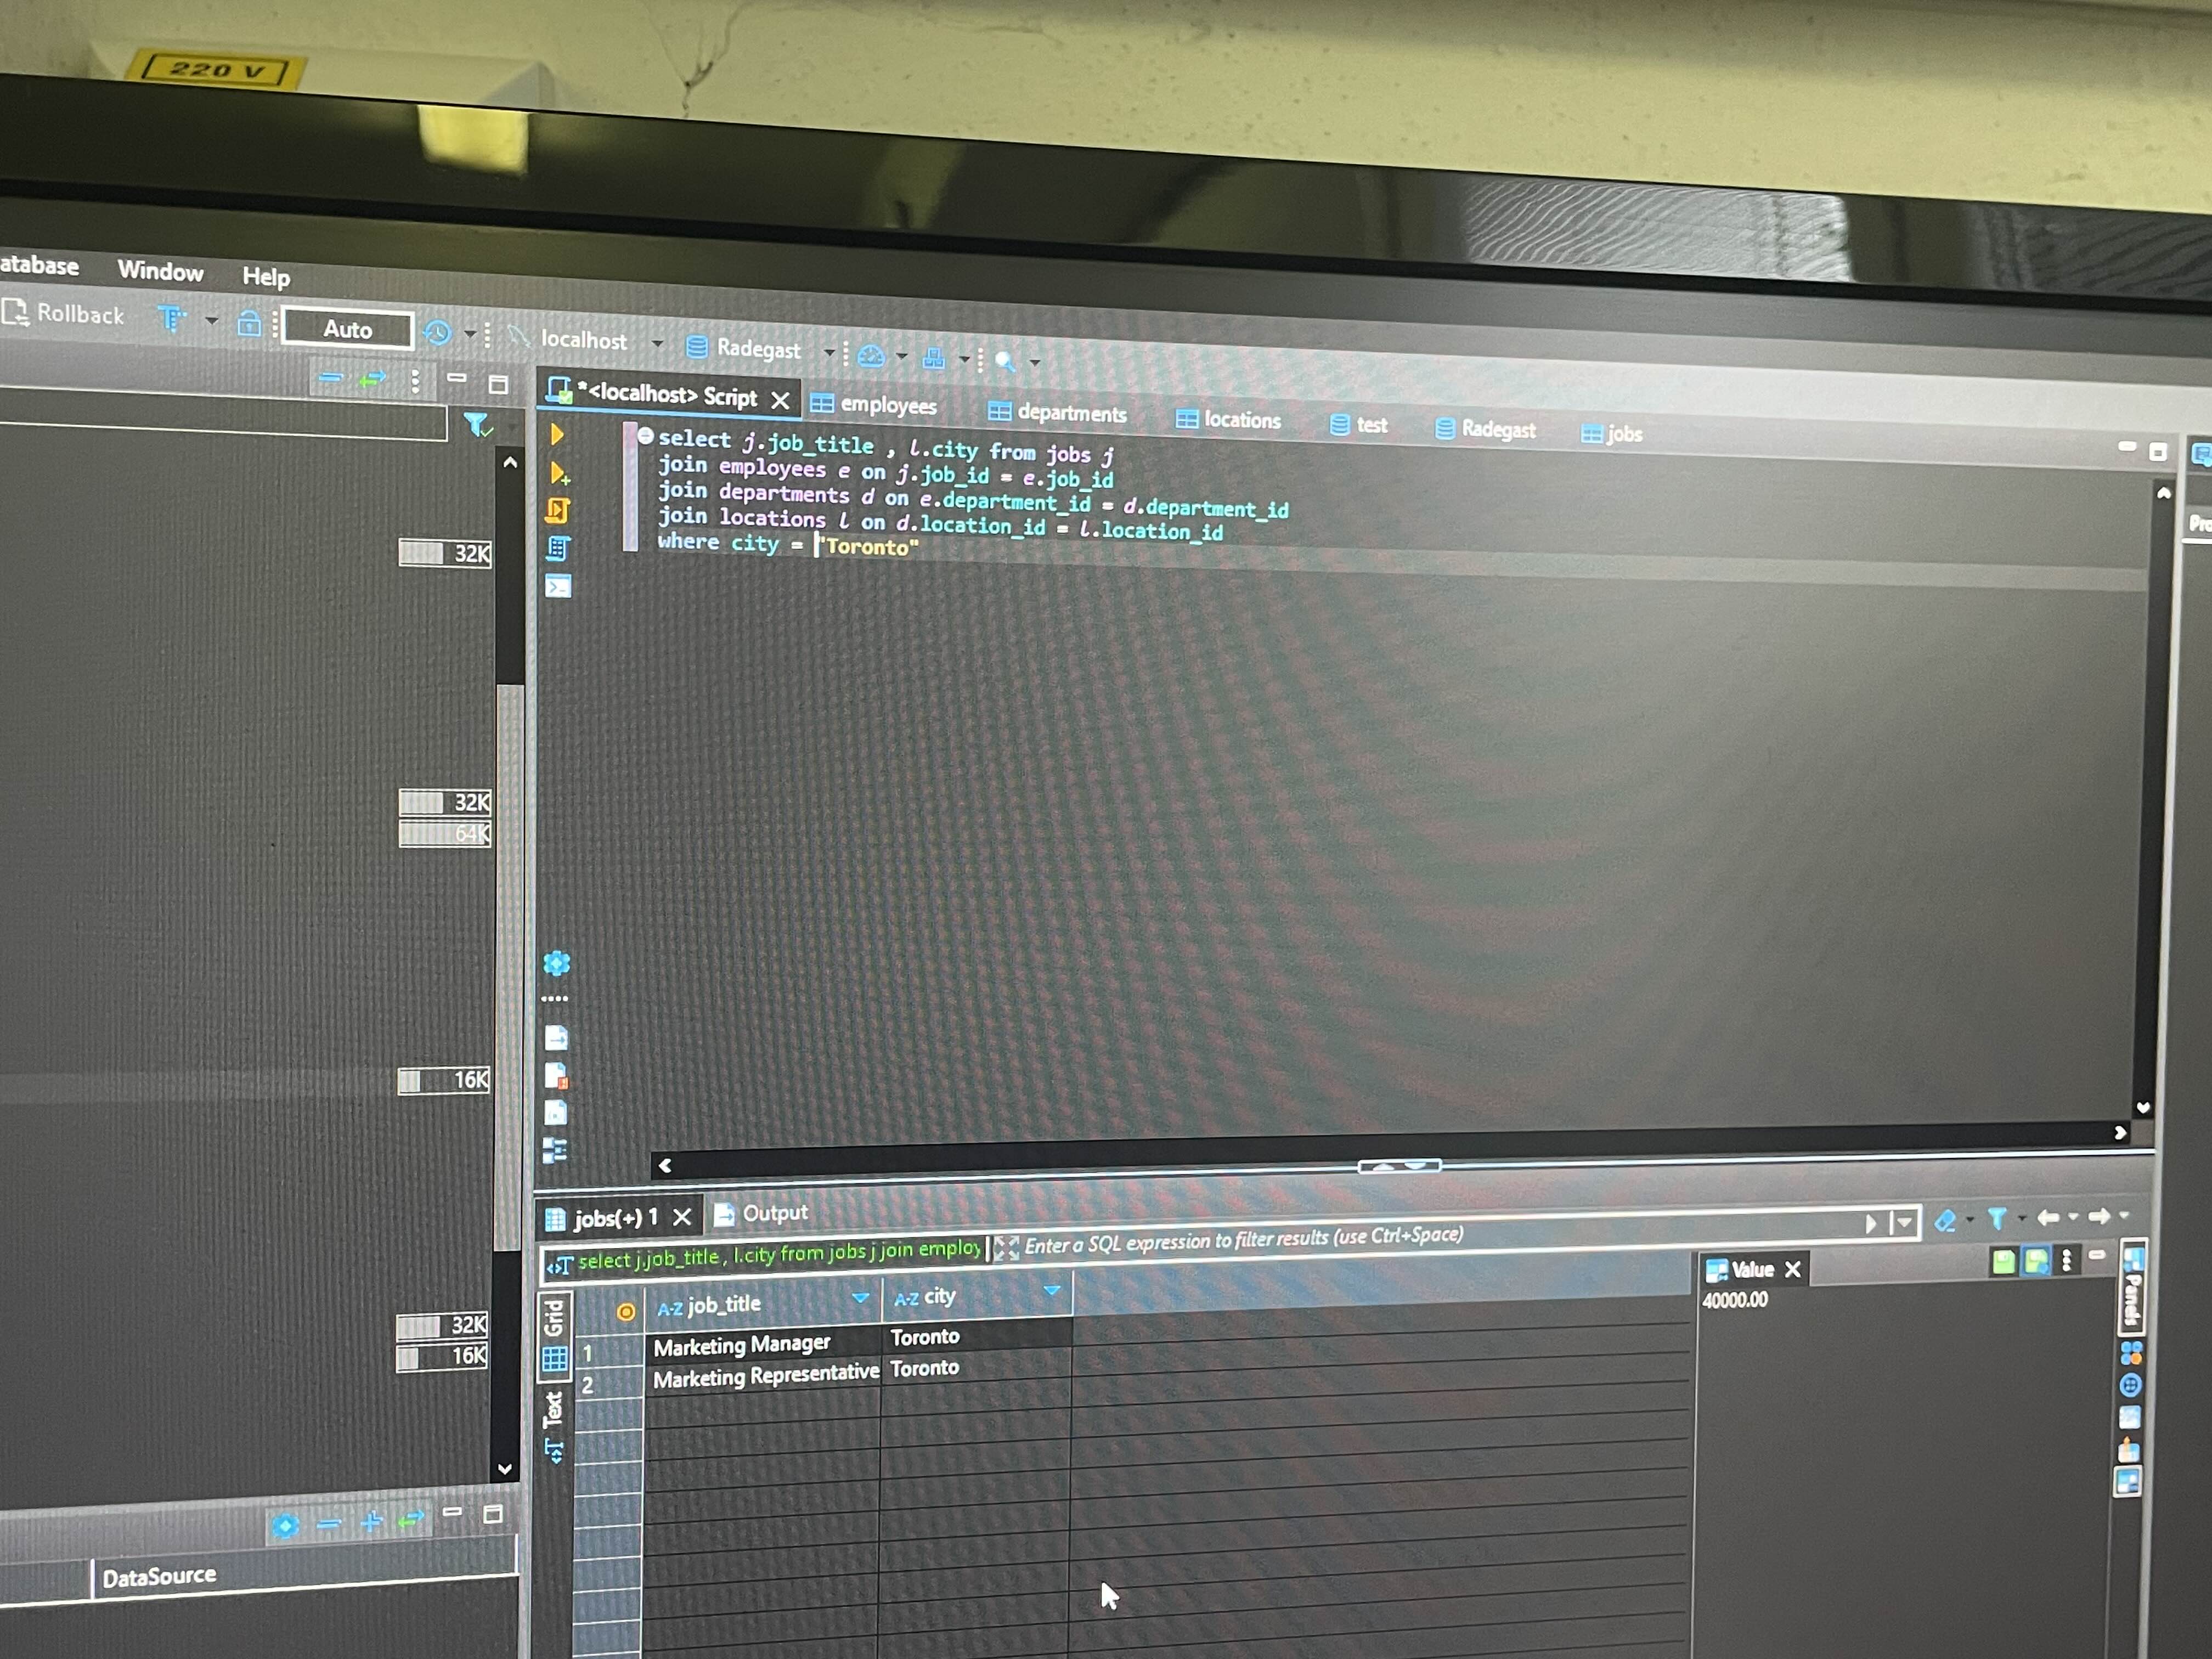 220 V
atabase Window Help
Rollback Auto localhost Radegast
*<localhost> Script employees departments locations test Radegast jobs
select j.job_title , l.city from jobs j
join employees e on j.job_id = e.job_id
join departments d on e.department_id = d.department_id
join locations l on d.location_id = l.location_id
where city = "Toronto"
Pro
32K
32K
64K
16K
32K
16K
DataSource
jobs(+) 1 Output
select j.job_title, l.city from jobs j join employ Enter a SQL expression to filter results (use Ctrl+Space)
Grid
Text
A-Z job_title A-Z city
1 Marketing Manager Toronto
2 Marketing Representative Toronto
Value
40000.00
Panels